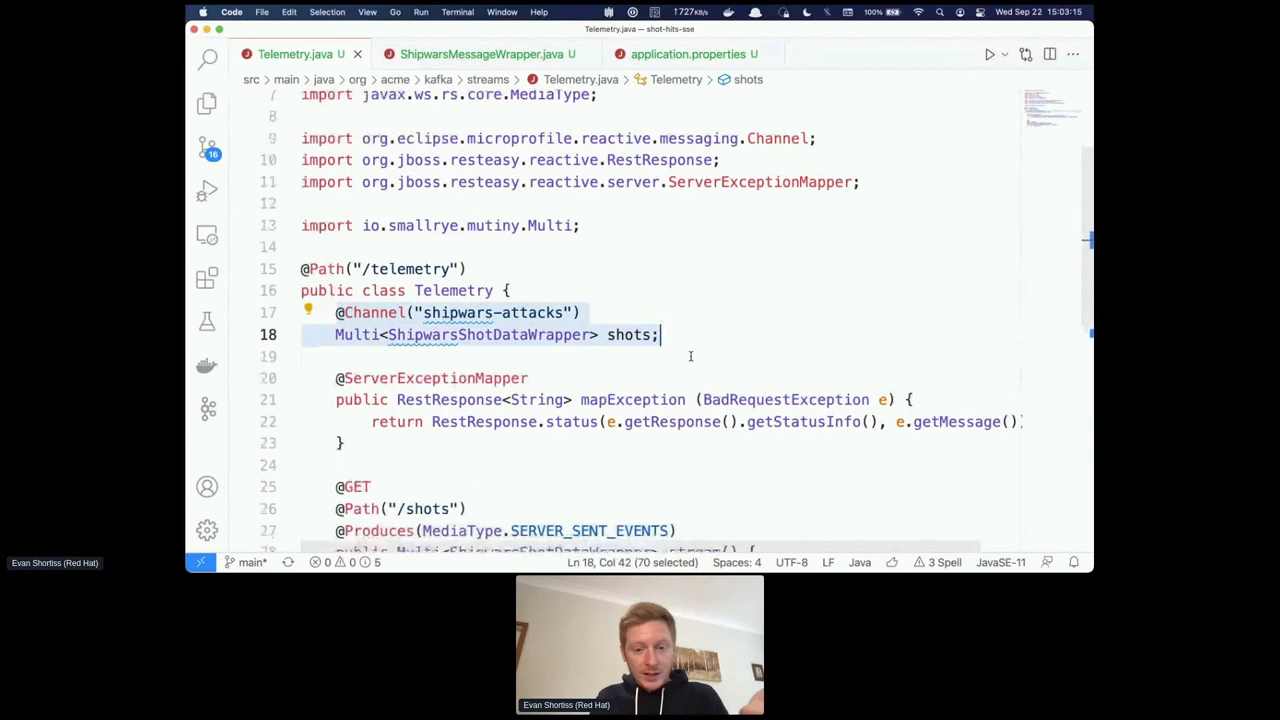 Code File Edit Selection View Go Run Terminal Window Help 727KB/s 100% Wed Sep 22 15:03:15
Telemetry.java — shot-hits-sse
Telemetry.java U ShipwarsMessageWrapper.java U application.properties U
src > main > java > org > acme > kafka > streams > Telemetry.java > Telemetry > shots
7 import javax.ws.rs.core.MediaType;
8
9 import org.eclipse.microprofile.reactive.messaging.Channel;
10 import org.jboss.resteasy.reactive.RestResponse;
11 import org.jboss.resteasy.reactive.server.ServerExceptionMapper;
12
13 import io.smallrye.mutiny.Multi;
14
15 @Path("/telemetry")
16 public class Telemetry {
17 @Channel("shipwars-attacks")
18 Multi<ShipwarsShotDataWrapper> shots;
19
20 @ServerExceptionMapper
21 public RestResponse<String> mapException (BadRequestException e) {
22 return RestResponse.status(e.getResponse().getStatusInfo(), e.getMessage())
23 }
24
25 @GET
26 @Path("/shots")
27 @Produces(MediaType.SERVER_SENT_EVENTS)
28 public Multi<ShipwarsShotDataWrapper> stream() {
16
main* 0 0 5 Ln 18, Col 42 (70 selected) Spaces: 4 UTF-8 LF Java 3 Spell JavaSE-11
Evan Shortiss (Red Hat)
Evan Shortiss (Red Hat)